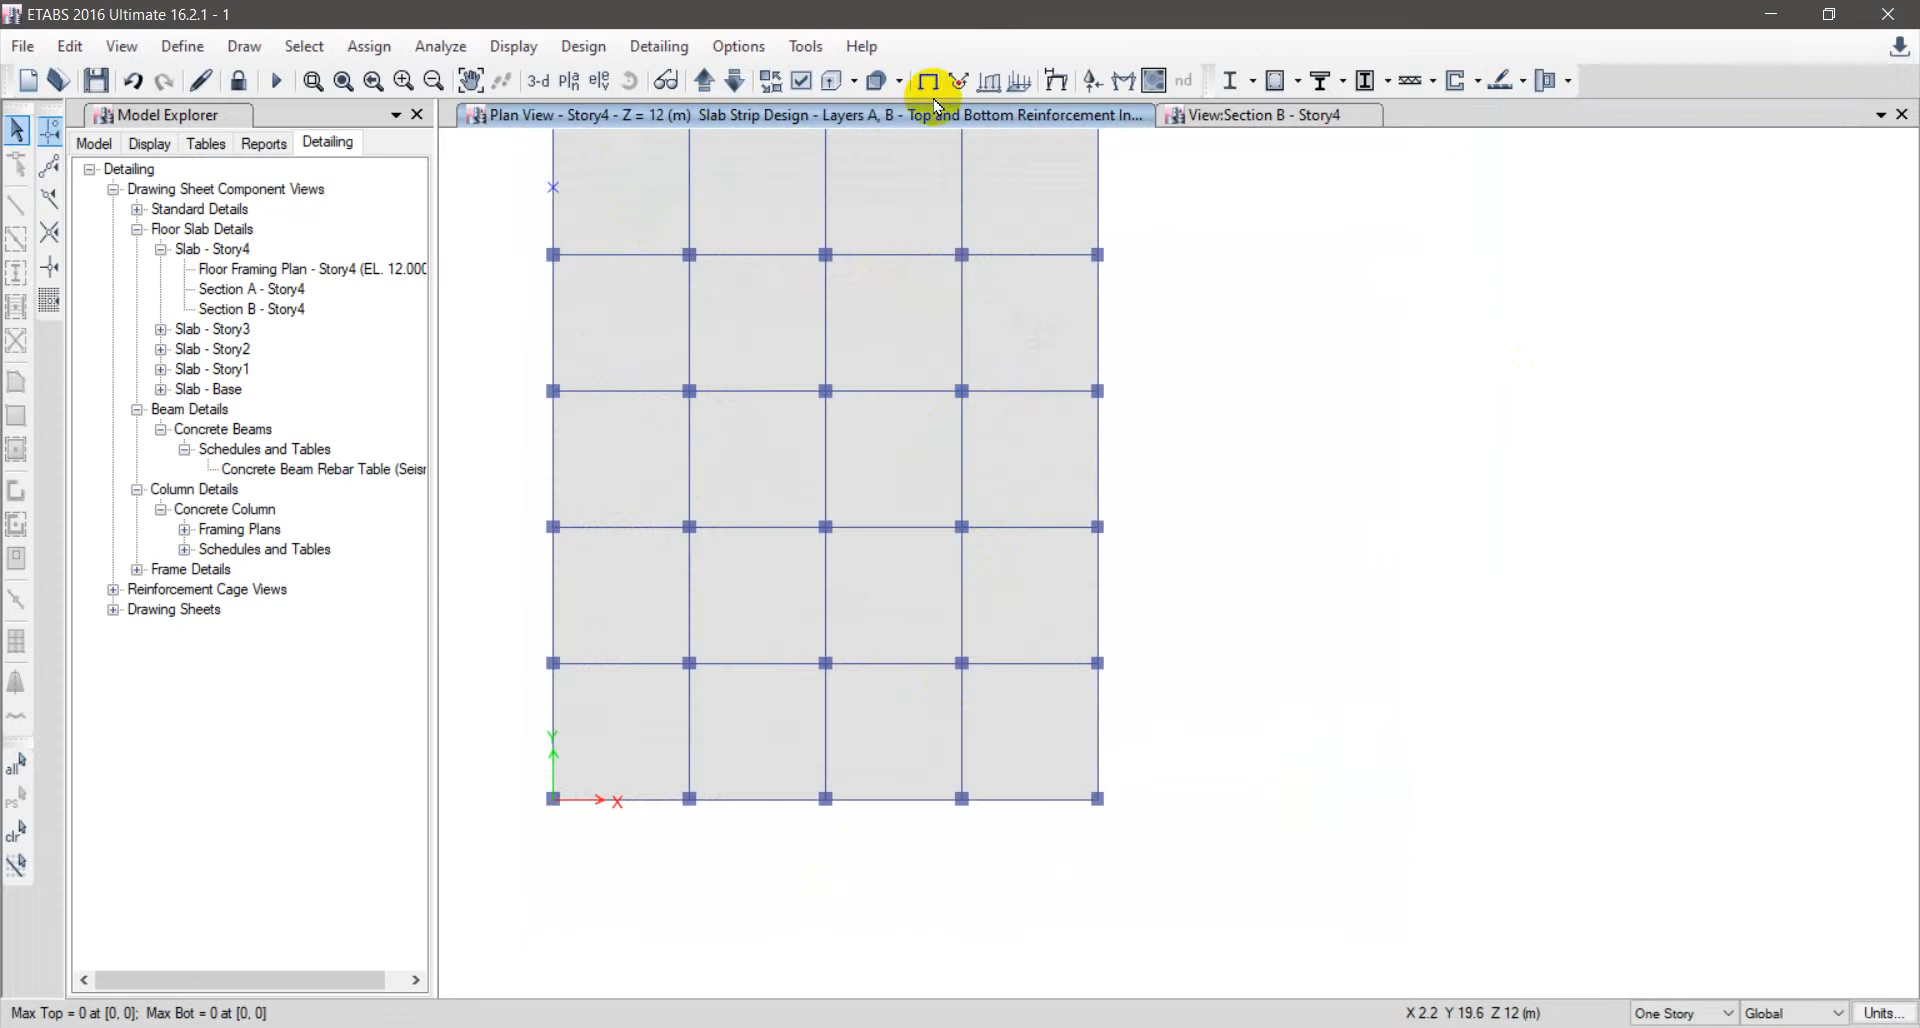 ETABS 2016 Ultimate 16.2.1 - 1
File Edit View Define Draw Select Assign Analyze Display Design Detailing Options Tools Help
3-d nd
Model Explorer
Plan View - Story4 - Z = 12 (m) Slab Strip Design - Layers A, B - Top and Bottom Reinforcement In...
View:Section B - Story4
Model Display Tables Reports Detailing
Detailing
Drawing Sheet Component Views
Standard Details
Floor Slab Details
Slab - Story4
Floor Framing Plan - Story4 (EL. 12.000
Section A - Story4
Section B - Story4
Slab - Story3
Slab - Story2
Slab - Story1
Slab - Base
Beam Details
Concrete Beams
Schedules and Tables
Concrete Beam Rebar Table (Seisr
Column Details
Concrete Column
Framing Plans
Schedules and Tables
Frame Details
Reinforcement Cage Views
Drawing Sheets
Y
X
all
ps
clr
Max Top = 0 at [0, 0]; Max Bot = 0 at [0, 0]
X 2.2 Y 19.6 Z 12 (m)
One Story
Global
Units...